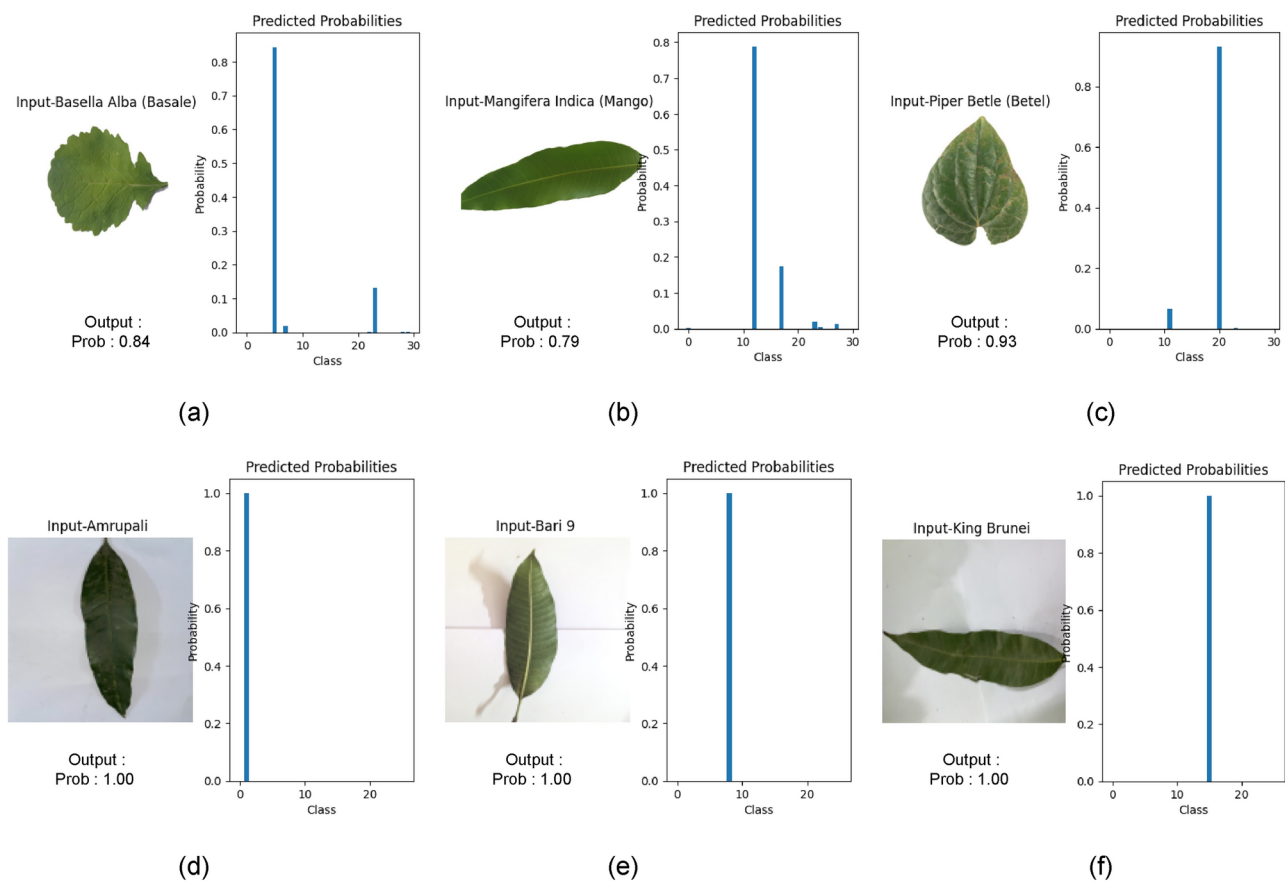 Predicted Probabilities
Input-Basella Alba (Basale)
Probability
0.8
0.7
0.6
0.5
0.4
0.3
0.2
0.1
0.0
0 10 20 30
Class
Output :
Prob : 0.84
(a)
Predicted Probabilities
Input-Mangifera Indica (Mango)
Probability
0.8
0.7
0.6
0.5
0.4
0.3
0.2
0.1
0.0
0 10 20 30
Class
Output :
Prob : 0.79
(b)
Predicted Probabilities
Input-Piper Betle (Betel)
Probability
0.8
0.6
0.4
0.2
0.0
0 10 20 30
Class
Output :
Prob : 0.93
(c)
Predicted Probabilities
Input-Amrupali
Probability
1.0
0.8
0.6
0.4
0.2
0.0
0 20
Class
Output :
Prob : 1.00
(d)
Predicted Probabilities
Input-Bari 9
Probability
1.0
0.8
0.6
0.4
0.2
0.0
0 10 20
Class
Output :
Prob : 1.00
(e)
Predicted Probabilities
Input-King Brunei
Probability
1.0
0.8
0.6
0.4
0.2
0.0
0 10 20
Class
Output :
Prob : 1.00
(f)